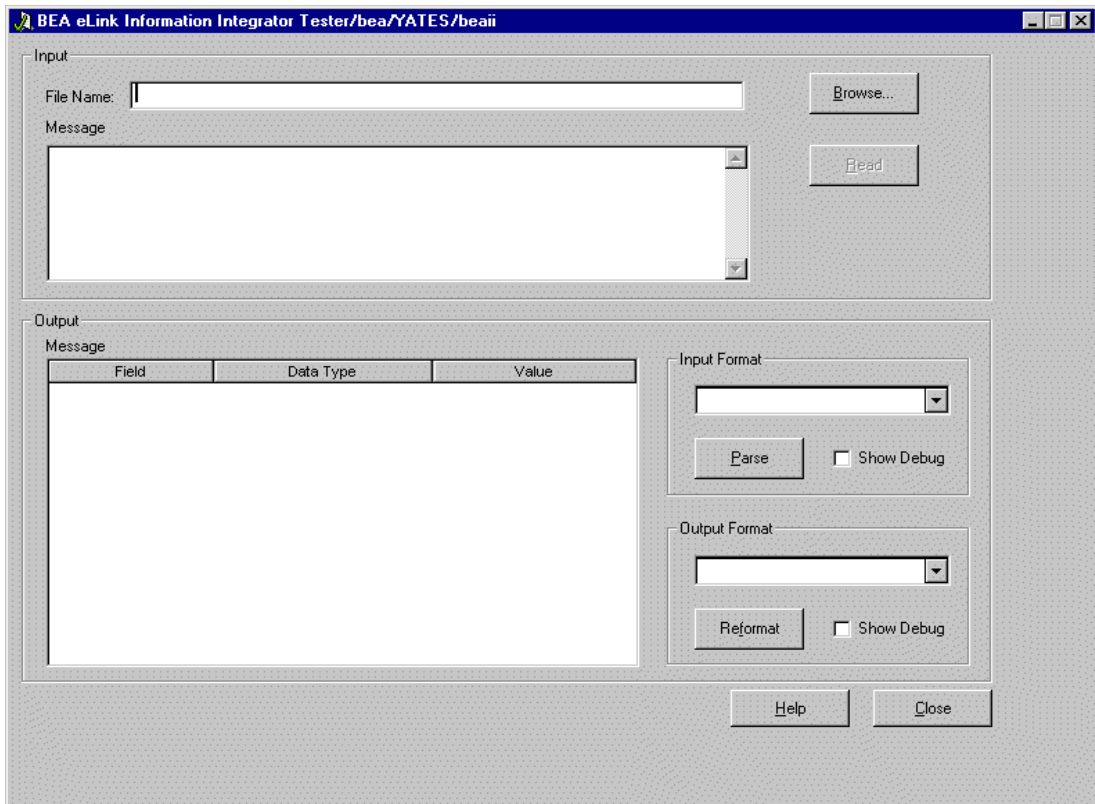 BEA eLink Information Integrator Tester/bea/YATES/beaii
Input
File Name:
Browse...
Message
Read
Output
Message
Field Data Type Value
Input Format
Parse
Show Debug
Output Format
Reformat
Show Debug
Help
Close